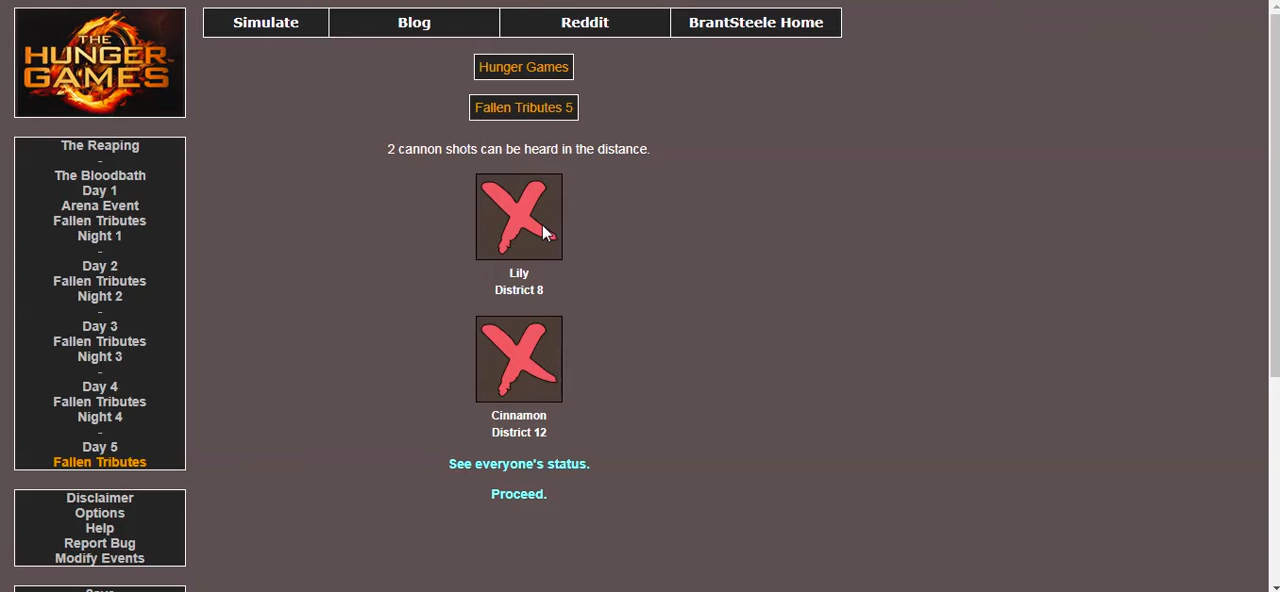 THE
HUNGER
GAMES
Simulate
Blog
Reddit
BrantSteele Home
Hunger Games
Fallen Tributes 5
2 cannon shots can be heard in the distance.
Lily
District 8
Cinnamon
District 12
See everyone's status.
Proceed.
The Reaping
-
The Bloodbath
Day 1
Arena Event
Fallen Tributes
Night 1
-
Day 2
Fallen Tributes
Night 2
-
Day 3
Fallen Tributes
Night 3
-
Day 4
Fallen Tributes
Night 4
-
Day 5
Fallen Tributes
Disclaimer
Options
Help
Report Bug
Modify Events